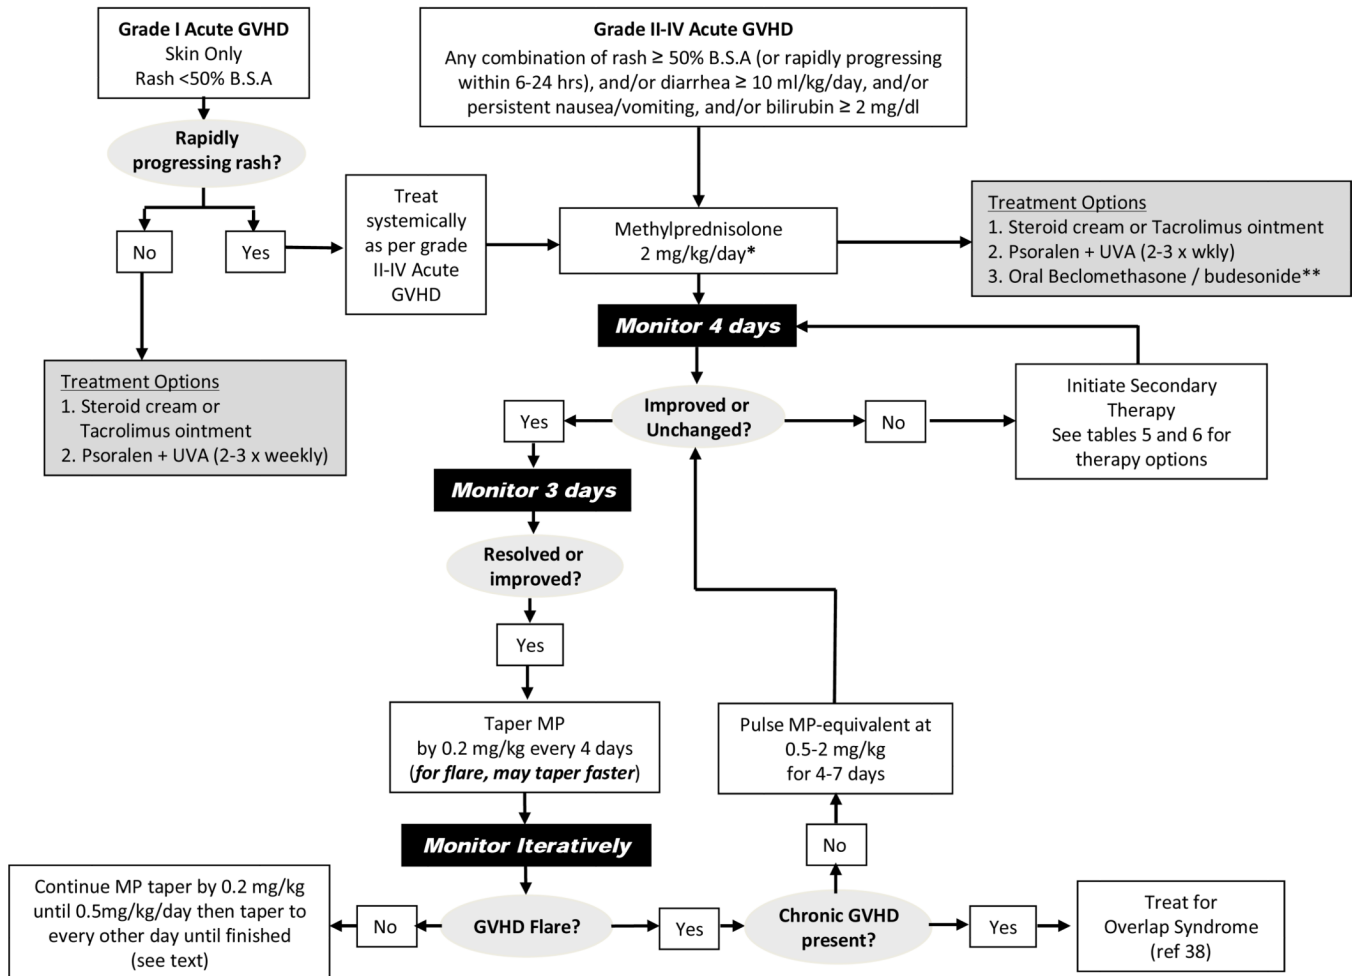 Grade I Acute GVHD
Skin Only
Rash <50% B.S.A
Grade II-IV Acute GVHD
Any combination of rash ≥ 50% B.S.A (or rapidly progressing
within 6-24 hrs), and/or diarrhea ≥ 10 ml/kg/day, and/or
persistent nausea/vomiting, and/or bilirubin ≥ 2 mg/dl
Rapidly
progressing rash?
No
Yes
Treat
systemically
as per grade
II-IV Acute
GVHD
Methylprednisolone
2 mg/kg/day*
Treatment Options
1. Steroid cream or Tacrolimus ointment
2. Psoralen + UVA (2-3 x wkly)
3. Oral Beclomethasone / budesonide**
Monitor 4 days
Treatment Options
1. Steroid cream or
Tacrolimus ointment
2. Psoralen + UVA (2-3 x weekly)
Improved or
Unchanged?
Yes
No
Initiate Secondary
Therapy
See tables 5 and 6 for
therapy options
Monitor 3 days
Resolved or
improved?
Yes
Taper MP
by 0.2 mg/kg every 4 days
(for flare, may taper faster)
Pulse MP-equivalent at
0.5-2 mg/kg
for 4-7 days
Monitor Iteratively
No
Continue MP taper by 0.2 mg/kg
until 0.5mg/kg/day then taper to
every other day until finished
(see text)
No
GVHD Flare?
Yes
Chronic GVHD
present?
Yes
Treat for
Overlap Syndrome
(ref 38)